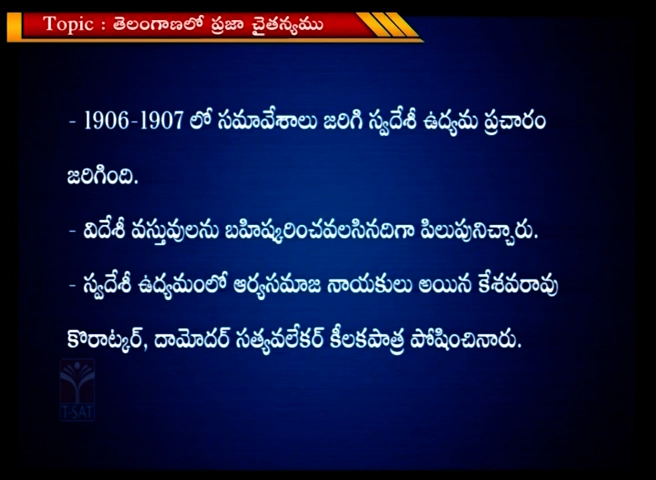 Topic : తెలంగాణలో ప్రజా చైతన్యము
- 1906-1907 లో సమావేశాలు జరిగి స్వదేశీ ఉద్యమ ప్రచారం
జరిగింది.
- విదేశీ వస్తువులను బహిష్కరించవలసినదిగా పిలుపునిచ్చారు.
- స్వదేశీ ఉద్యమంలో ఆర్యసమాజ నాయకులు అయిన కేశవరావు
కొరాట్కర్, దామోదర్ సత్యవలేకర్ కీలకపాత్ర పోషించినారు.
T-SAT